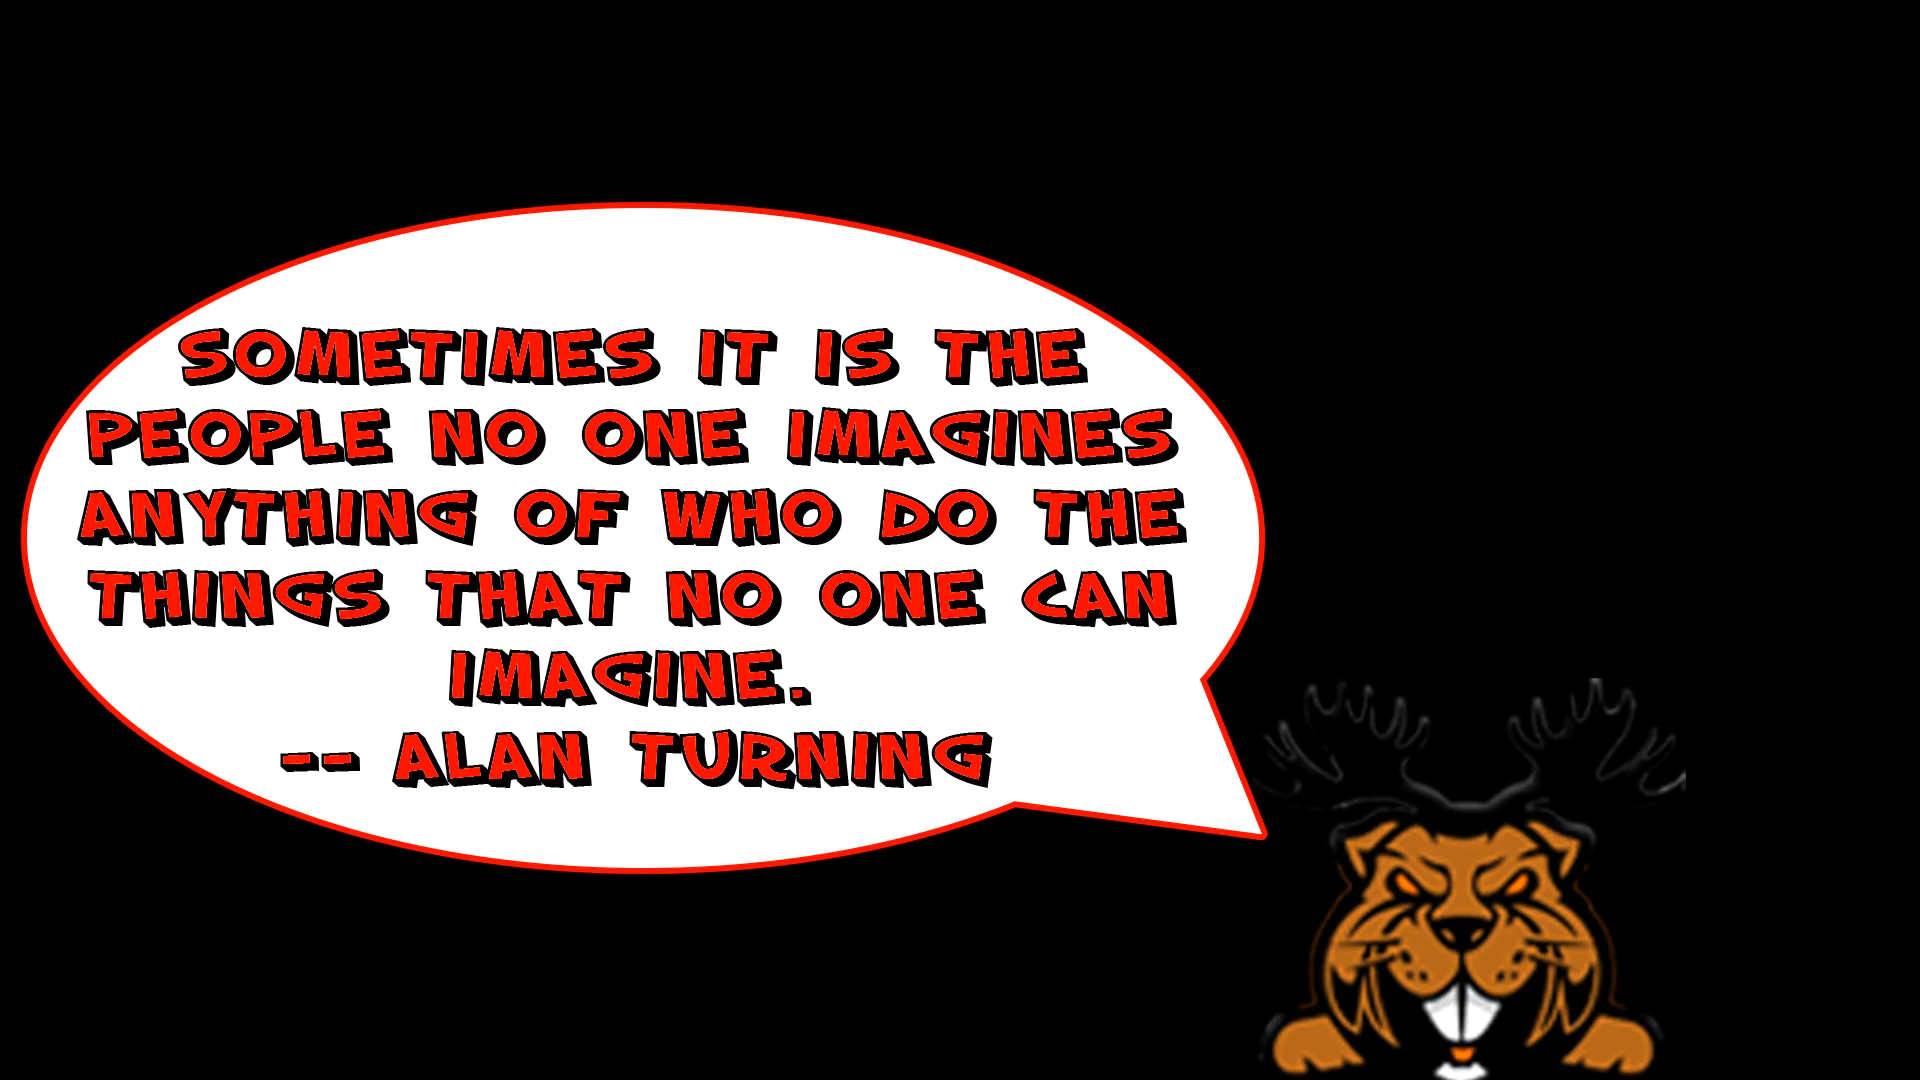 SOMETIMES IT IS THE
PEOPLE NO ONE IMAGINES
ANYTHING OF WHO DO THE
THINGS THAT NO ONE CAN
IMAGINE.
-- ALAN TURNING